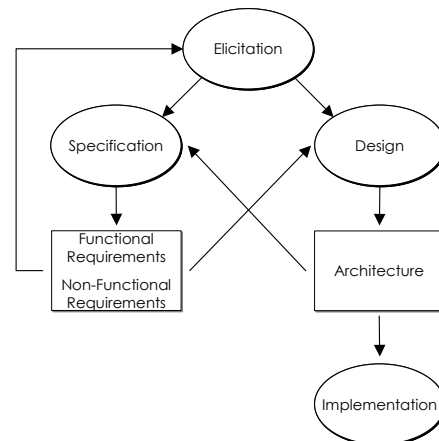 Elicitation
Specification
Design
Functional
Requirements
Non-Functional
Requirements
Architecture
Implementation